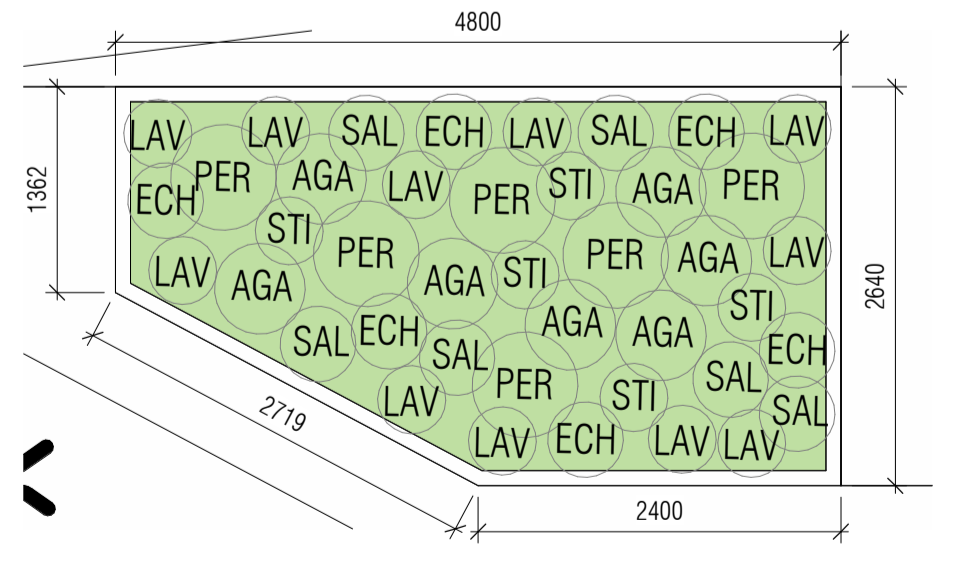 4800
LAV LAV SAL ECH LAV SAL ECH LAV
PER AGA LAV PER STI AGA PER
1362
ECH
STI PER PER AGA LAV
LAV AGA AGA STI
2640
STI
SAL ECH SAL AGA AGA ECH
PER SAL
LAV STI SAL
2719
LAV ECH LAV LAV
2400